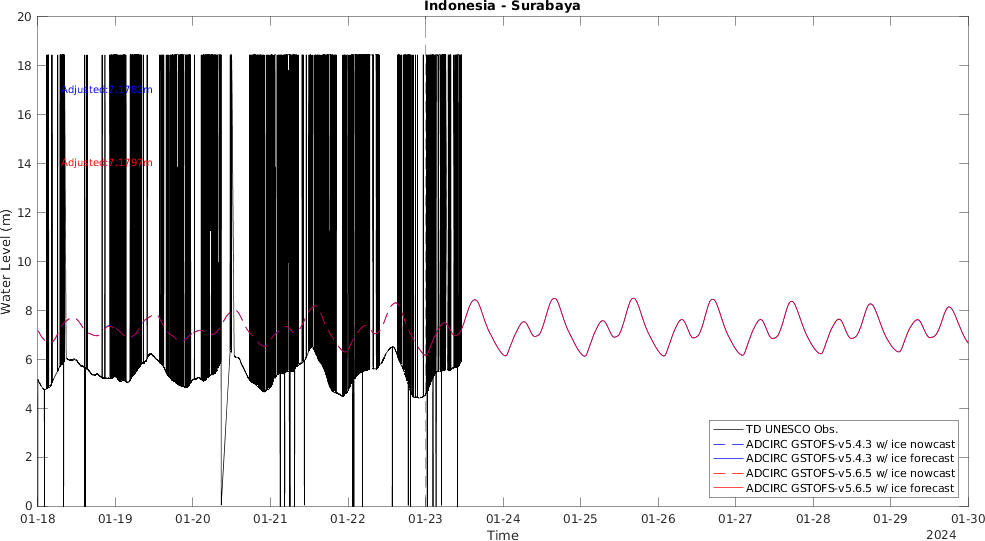 Indonesia - Surabaya
20
18
16
14
12
10
8
6
4
2
0
Water Level (m)
01-18 01-19 01-20 01-21 01-22 01-23 01-24 01-25 01-26 01-27 01-28 01-29 01-30
Time
2024
TD UNESCO Obs.
ADCIRC GSTOFS-v5.4.3 w/ ice nowcast
ADCIRC GSTOFS-v5.4.3 w/ ice forecast
ADCIRC GSTOFS-v5.6.5 w/ ice nowcast
ADCIRC GSTOFS-v5.6.5 w/ ice forecast